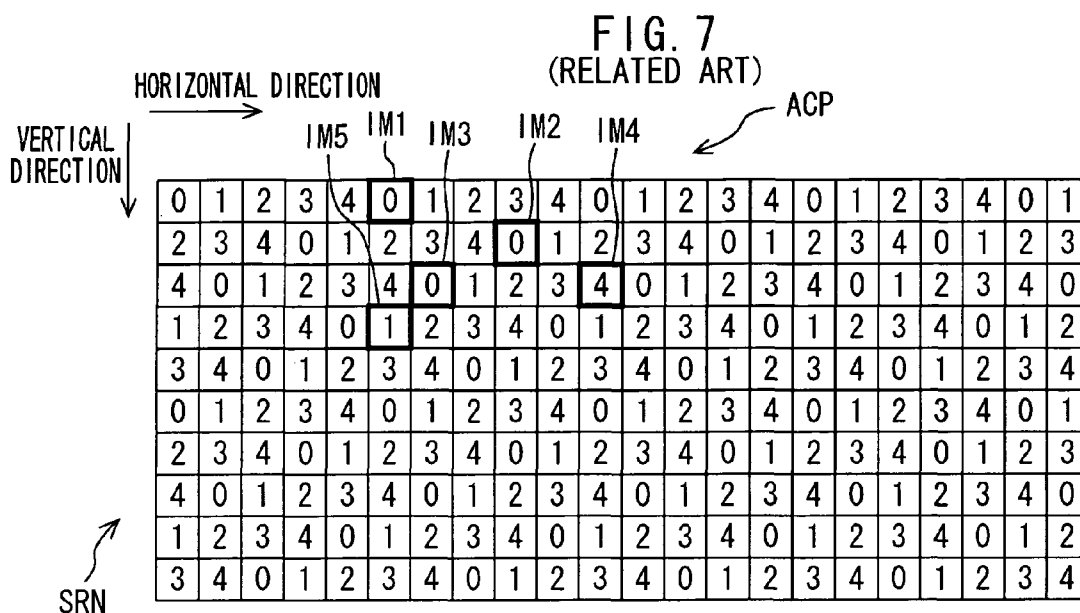 FIG. 7
(RELATED ART)
HORIZONTAL DIRECTION
ACP
VERTICAL
DIRECTION
IM5 IM1 IM3 IM2 IM4
0 1 2 3 4 0 1 2 3 4 0 1 2 3 4 0 1 2 3 4 0 1
2 3 4 0 1 2 3 4 0 1 2 3 4 0 1 2 3 4 0 1 2 3
4 0 1 2 3 4 0 1 2 3 4 0 1 2 3 4 0 1 2 3 4 0
1 2 3 4 0 1 2 3 4 0 1 2 3 4 0 1 2 3 4 0 1 2
3 4 0 1 2 3 4 0 1 2 3 4 0 1 2 3 4 0 1 2 3 4
0 1 2 3 4 0 1 2 3 4 0 1 2 3 4 0 1 2 3 4 0 1
2 3 4 0 1 2 3 4 0 1 2 3 4 0 1 2 3 4 0 1 2 3
4 0 1 2 3 4 0 1 2 3 4 0 1 2 3 4 0 1 2 3 4 0
1 2 3 4 0 1 2 3 4 0 1 2 3 4 0 1 2 3 4 0 1 2
3 4 0 1 2 3 4 0 1 2 3 4 0 1 2 3 4 0 1 2 3 4
SRN